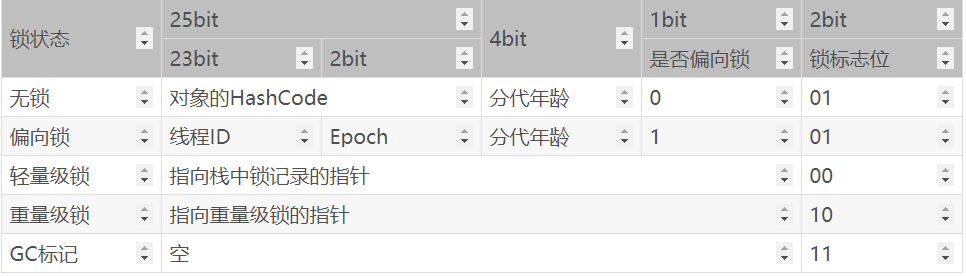 锁状态 25bit 4bit 1bit 2bit
23bit 2bit 是否偏向锁 锁标志位
无锁 对象的HashCode 分代年龄 0 01
偏向锁 线程ID Epoch 分代年龄 1 01
轻量级锁 指向栈中锁记录的指针 00
重量级锁 指向重量级锁的指针 10
GC标记 空 11